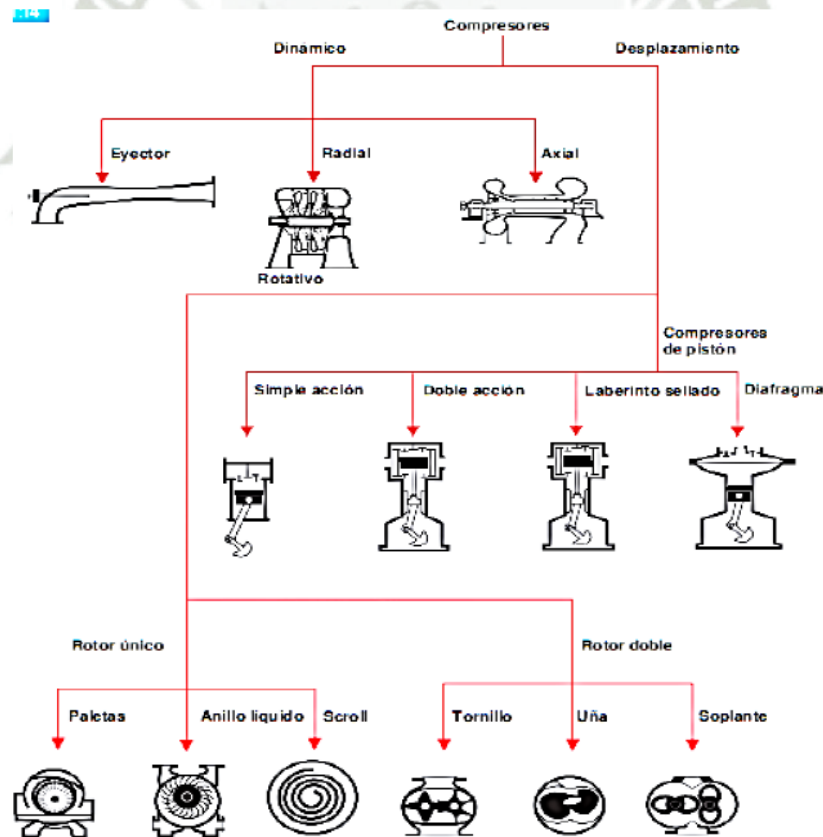 Compresores
Dinámico
Desplazamiento
Eyector
Radial
Axial
Rotativo
Compresores
de pistón
Simple acción
Doble acción
Laberinto sellado
Diafragma
Rotor único
Rotor doble
Paletas
Anillo líquido
Scroll
Tornillo
Uña
Soplante